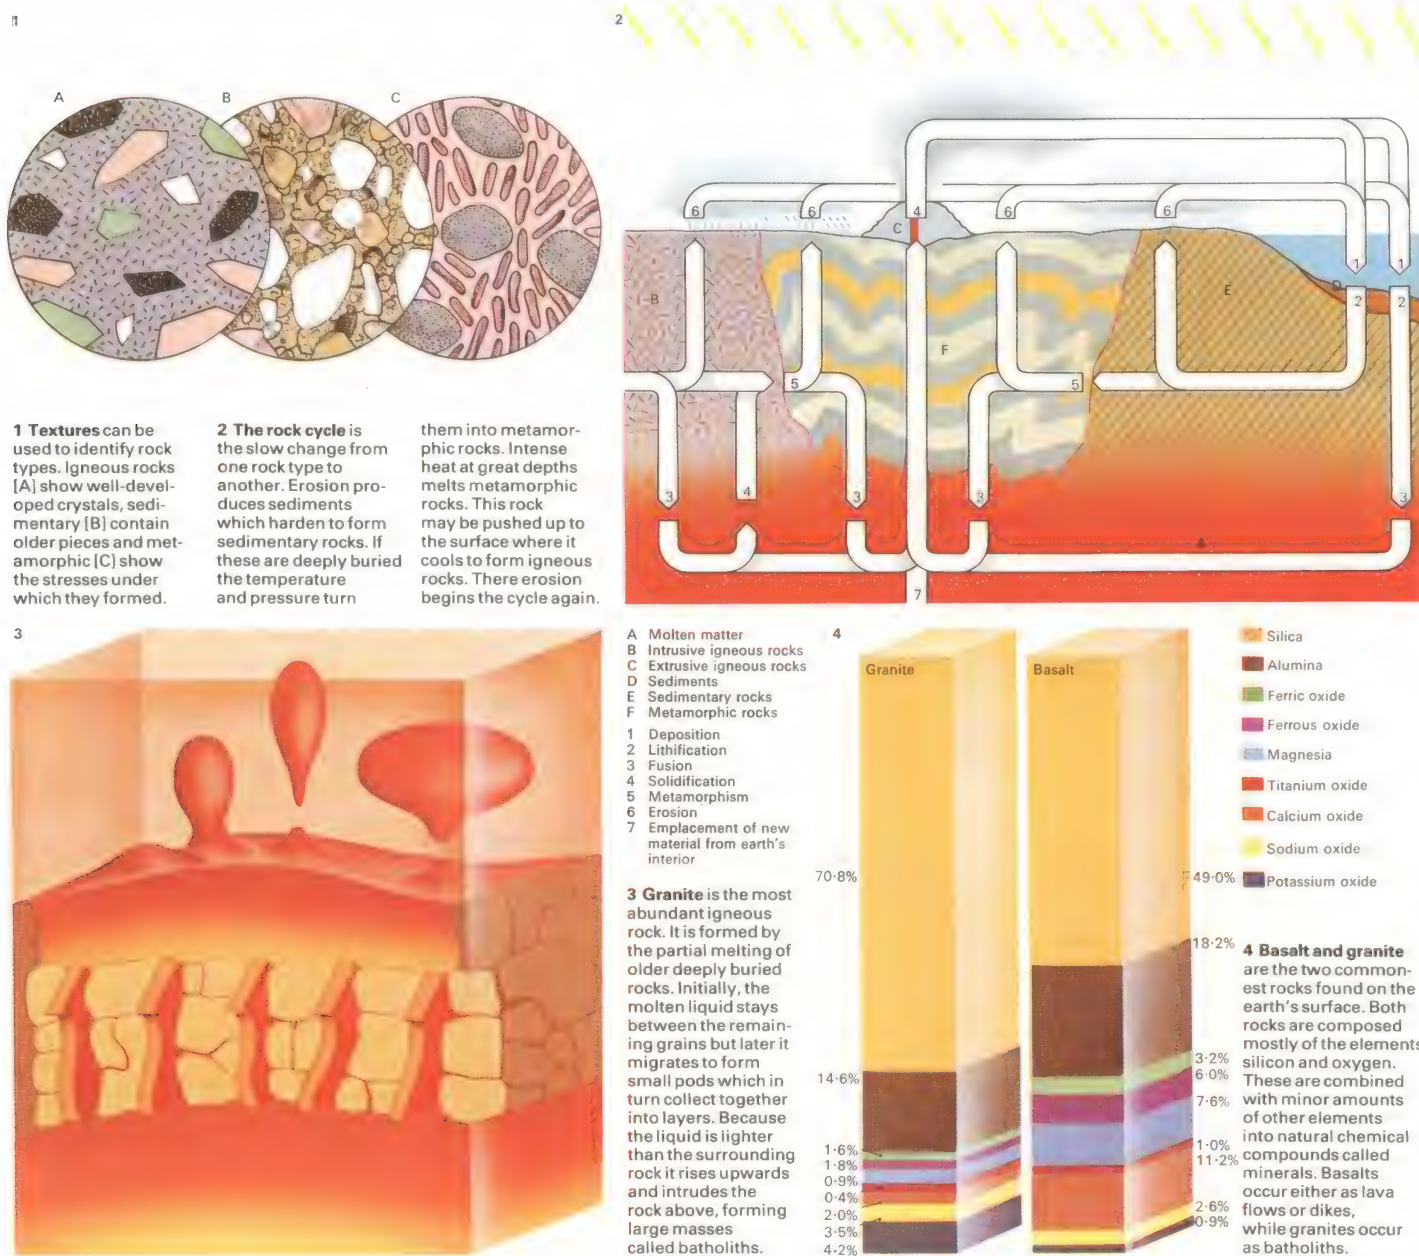 1
A
B
C
1 Textures can be
used to identify rock
types. Igneous rocks
[A] show well-devel-
oped crystals, sedi-
mentary [B] contain
older pieces and met-
amorphic [C] show
the stresses under
which they formed.
2 The rock cycle is
the slow change from
one rock type to
another. Erosion pro-
duces sediments
which harden to form
sedimentary rocks. If
these are deeply buried
the temperature
and pressure turn
them into metamor-
phic rocks. Intense
heat at great depths
melts metamorphic
rocks. This rock
may be pushed up to
the surface where it
cools to form igneous
rocks. There erosion
begins the cycle again.
2
6
6
4
6
6
C
1
1
B
E
D
2
2
F
5
5
3
4
3
3
3
A
7
3
A Molten matter
B Intrusive igneous rocks
C Extrusive igneous rocks
D Sediments
E Sedimentary rocks
F Metamorphic rocks
1 Deposition
2 Lithification
3 Fusion
4 Solidification
5 Metamorphism
6 Erosion
7 Emplacement of new
material from earth's
interior
3 Granite is the most
abundant igneous
rock. It is formed by
the partial melting of
older deeply buried
rocks. Initially, the
molten liquid stays
between the remain-
ing grains but later it
migrates to form
small pods which in
turn collect together
into layers. Because
the liquid is lighter
than the surrounding
rock it rises upwards
and intrudes the
rock above, forming
large masses
called batholiths.
4
Granite
70·8%
14·6%
1·6%
1·8%
0·9%
0·4%
2·0%
3·5%
4·2%
Basalt
49·0%
18·2%
3·2%
6·0%
7·6%
1·0%
11·2%
2·6%
0·9%
Silica
Alumina
Ferric oxide
Ferrous oxide
Magnesia
Titanium oxide
Calcium oxide
Sodium oxide
Potassium oxide
4 Basalt and granite
are the two common-
est rocks found on the
earth's surface. Both
rocks are composed
mostly of the elements
silicon and oxygen.
These are combined
with minor amounts
of other elements
into natural chemical
compounds called
minerals. Basalts
occur either as lava
flows or dikes,
while granites occur
as batholiths.